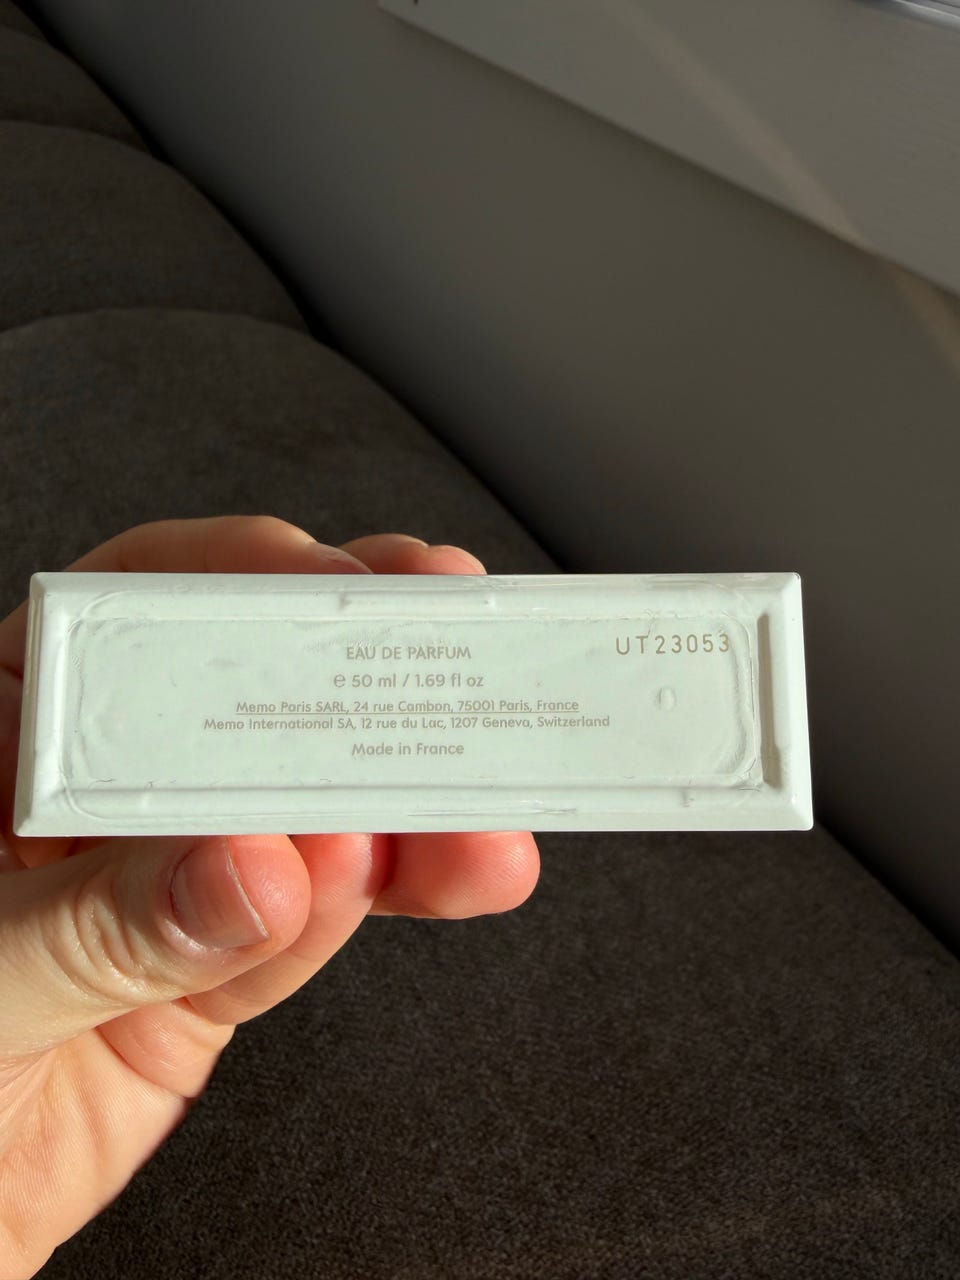 EAU DE PARFUM
UT23053
e 50 ml / 1.69 fl oz
Memo Paris SARL, 24 rue Cambon, 75001 Paris, France
Memo International SA, 12 rue du Lac, 1207 Geneva, Switzerland
Made in France